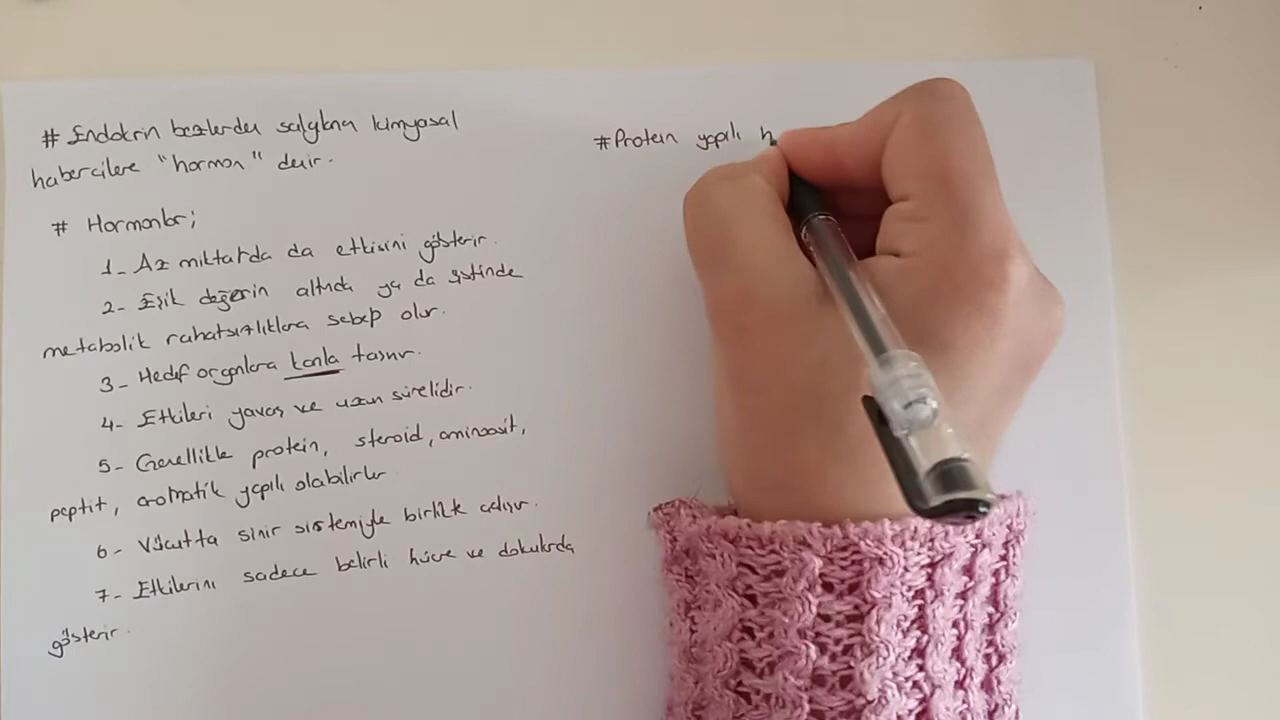 # Endokrin bezlerden salgılanan kimyasal
habercilere "hormon" denir.
# Hormonlar;
1- Az miktarda da etkisini gösterir.
2- Eşik değerin altında ya da üstünde
metabolik rahatsızlıklara sebep olur.
3- Hedef organlara kanla taşınır.
4- Etkileri yavaş ve uzun sürelidir.
5- Genellikle protein, steroid, aminoasit,
peptit, aromatik yapılı olabilirler
6- Vücutta sinir sistemiyle birlikte çalışır.
7- Etkilerini sadece belirli hücre ve dokularda
gösterir.
# Protein yapılı h